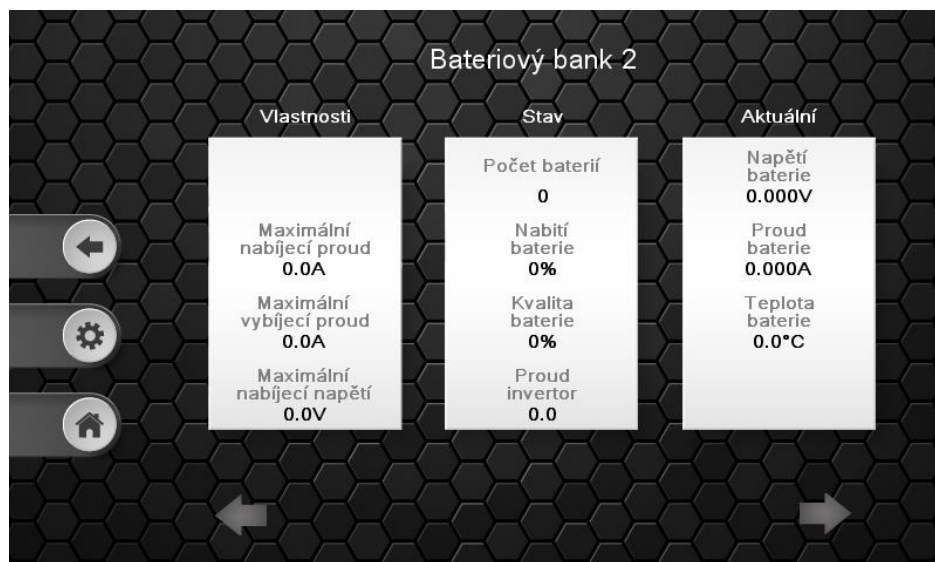 Bateriový bank 2
Vlastnosti
Maximální
nabíjecí proud
0.0A
Maximální
vybíjecí proud
0.0A
Maximální
nabíjecí napětí
0.0V
Stav
Počet baterií
0
Nabití
baterie
0%
Kvalita
baterie
0%
Proud
invertor
0.0
Aktuální
Napětí
baterie
0.000V
Proud
baterie
0.000A
Teplota
baterie
0.0°C